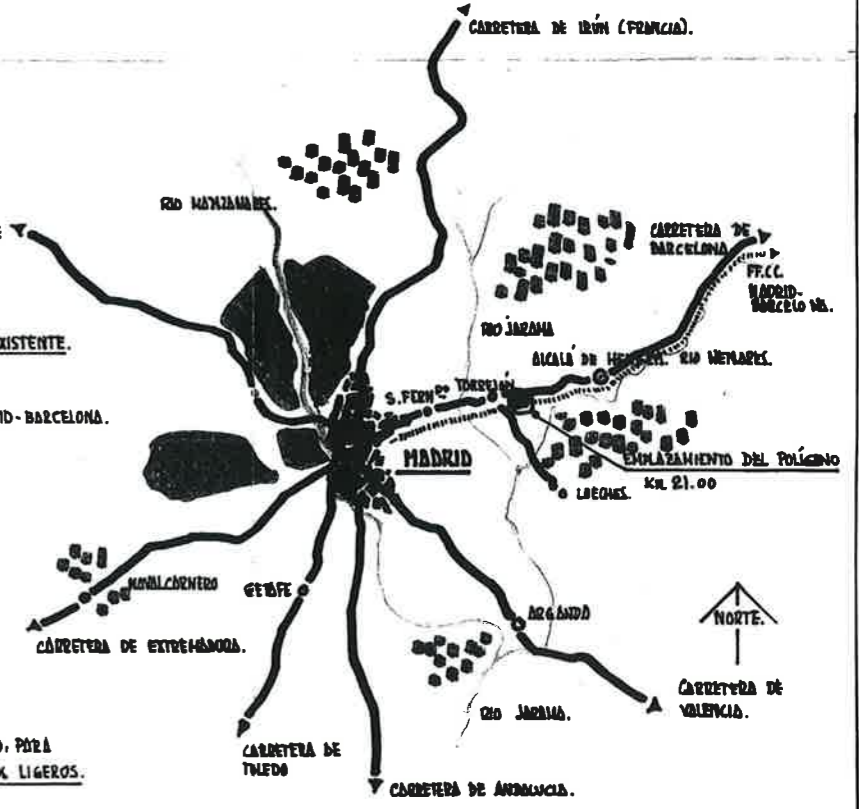 CARRETERA DE IRÚN (FRANCIA).
RIO MANZANARES.
CARRETERA DE
BARCELONA.
FF.CC.
MADRID-
BARCELONA.
RIO JARAMA
XISTENTE.
ALCALÁ DE HENARES. RIO HENARES.
S. FERNDO TORREJÓN
ID-BARCELONA.
MADRID
EMPLAZAMIENTO DEL POLÍGONO
KM 21.00
LOECHES.
NAVALCARNERO
GETAFE
ARGANDA
NORTE.
CARRETERA DE EXTREMADURA.
CARRETERA DE
VALENCIA.
RIO JARAMA.
O, PARA
LIGEROS.
CARRETERA DE
TOLEDO
CARRETERA DE ANDALUCIA.